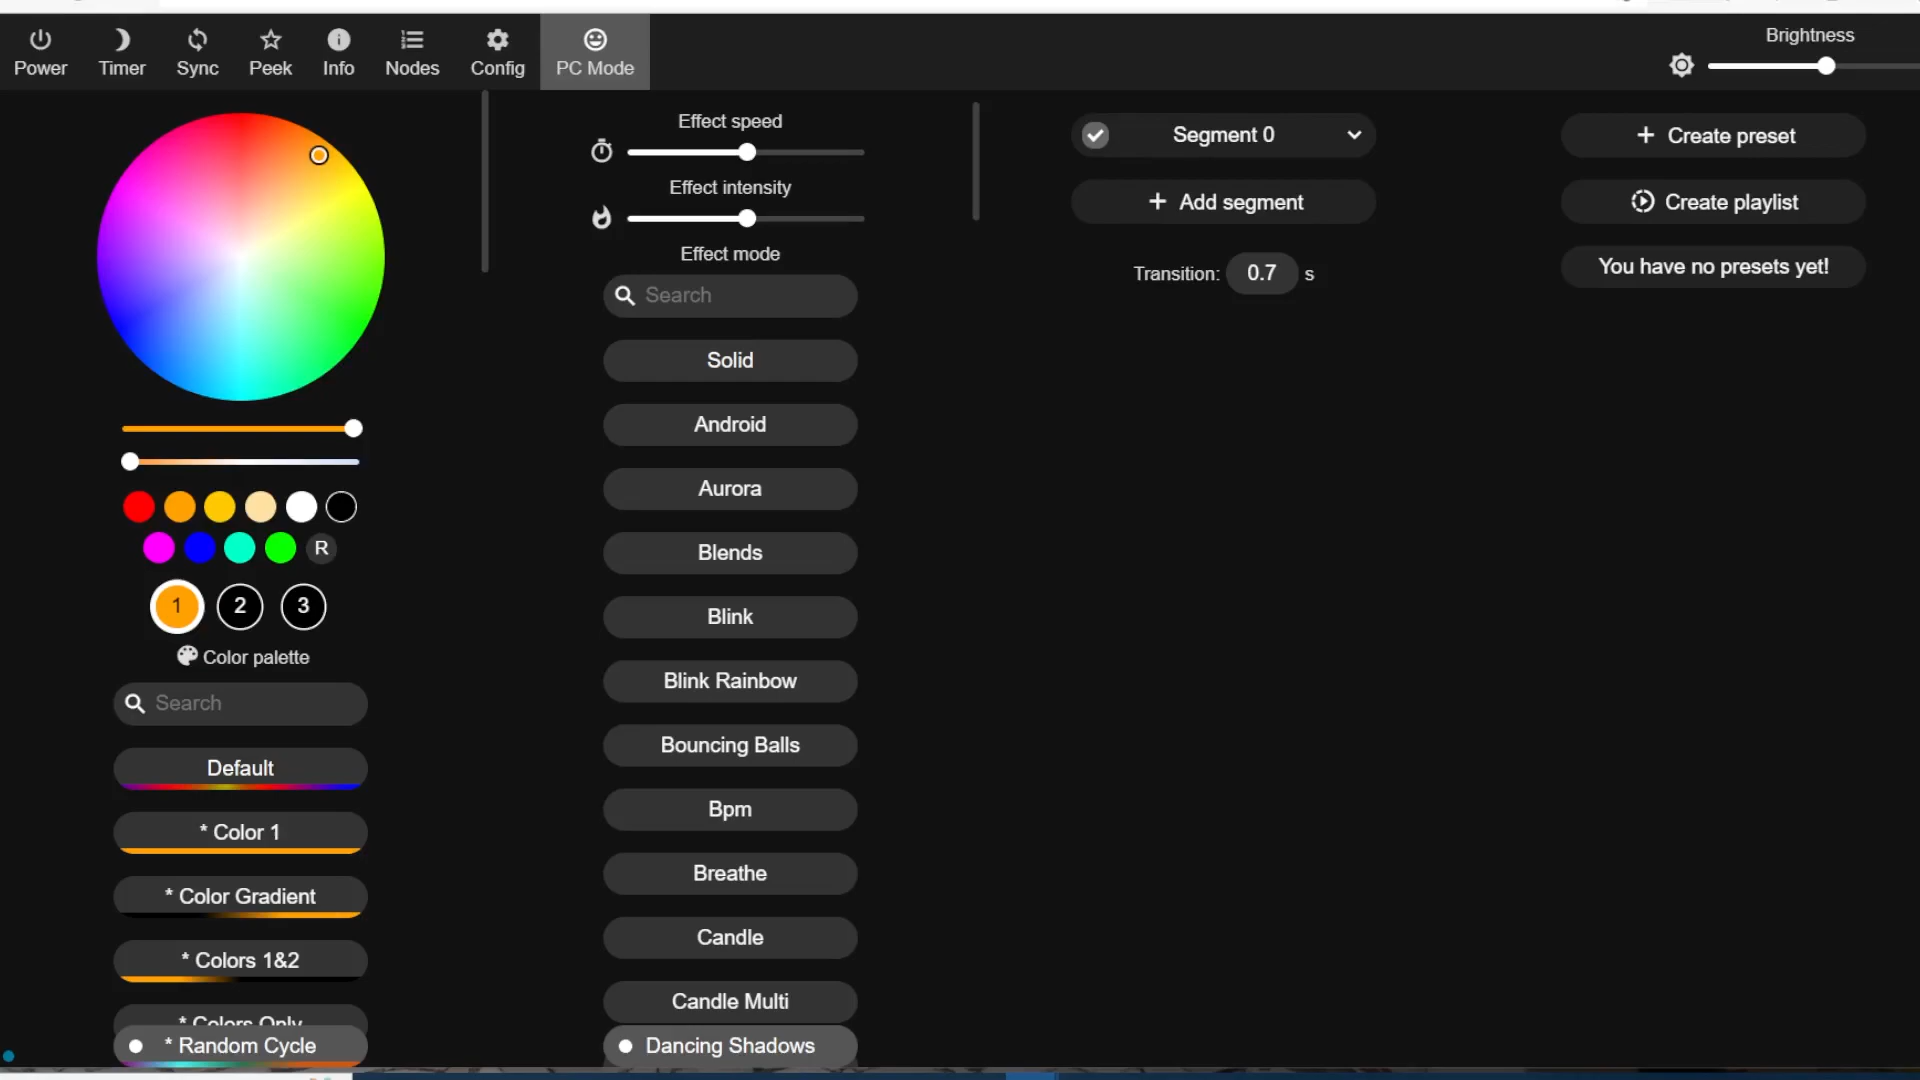 Power
Timer
Sync
Peek
Info
Nodes
Config
PC Mode
Brightness
R
1
2
3
Color palette
Search
Default
* Color 1
* Color Gradient
* Colors 1&2
* Colors Only
* Random Cycle
Effect speed
Effect intensity
Effect mode
Search
Solid
Android
Aurora
Blends
Blink
Blink Rainbow
Bouncing Balls
Bpm
Breathe
Candle
Candle Multi
Dancing Shadows
Segment 0
+ Add segment
Transition: 0.7 s
+ Create preset
Create playlist
You have no presets yet!